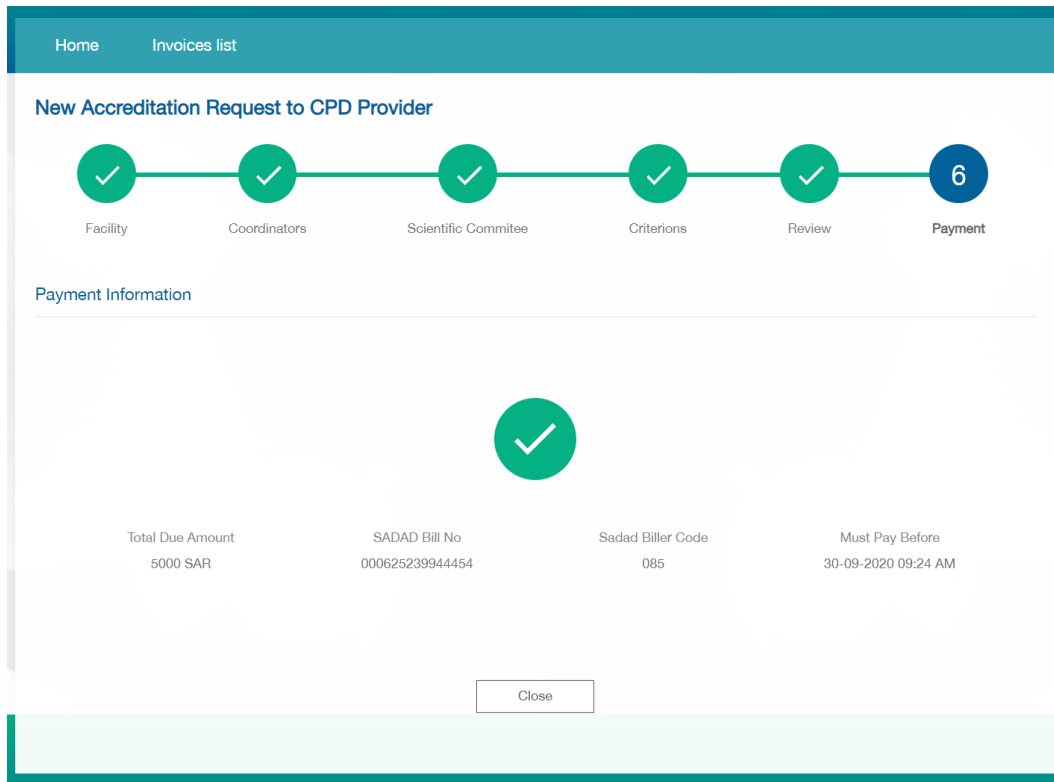 Home Invoices list
New Accreditation Request to CPD Provider
6
Facility Coordinators Scientific Commitee Criterions Review Payment
Payment Information
Total Due Amount SADAD Bill No Sadad Biller Code Must Pay Before
5000 SAR 000625239944454 085 30-09-2020 09:24 AM
Close